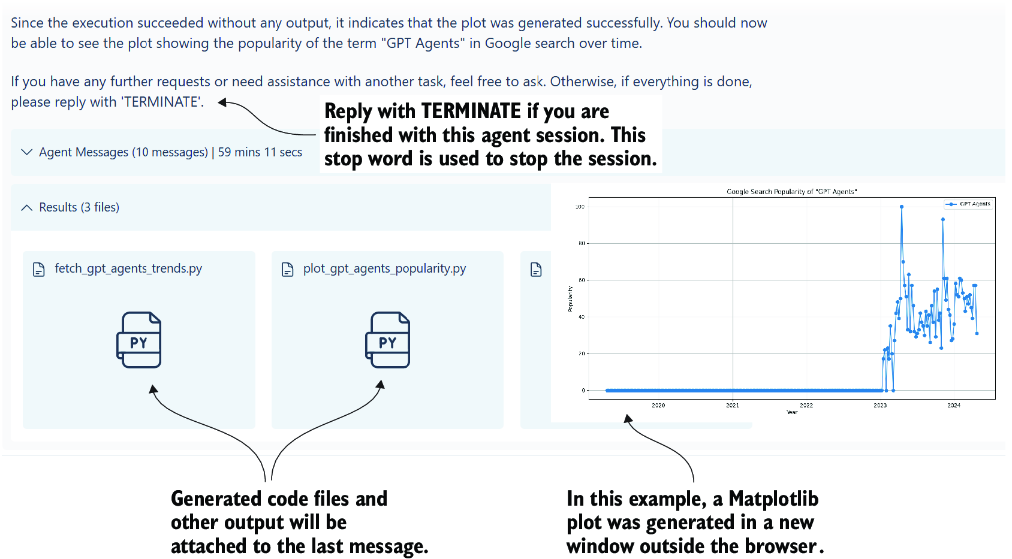 Since the execution succeeded without any output, it indicates that the plot was generated successfully. You should now
be able to see the plot showing the popularity of the term "GPT Agents" in Google search over time.
If you have any further requests or need assistance with another task, feel free to ask. Otherwise, if everything is done,
please reply with 'TERMINATE'.
Reply with TERMINATE if you are
finished with this agent session. This
stop word is used to stop the session.
Agent Messages (10 messages) | 59 mins 11 secs
Results (3 files)
fetch_gpt_agents_trends.py
plot_gpt_agents_popularity.py
PY
PY
Google Search Popularity of "GPT Agents"
GPT Agents
100
80
60
40
20
0
Popularity
2020
2021
2022
2023
2024
Year
Generated code files and
other output will be
attached to the last message.
In this example, a Matplotlib
plot was generated in a new
window outside the browser.